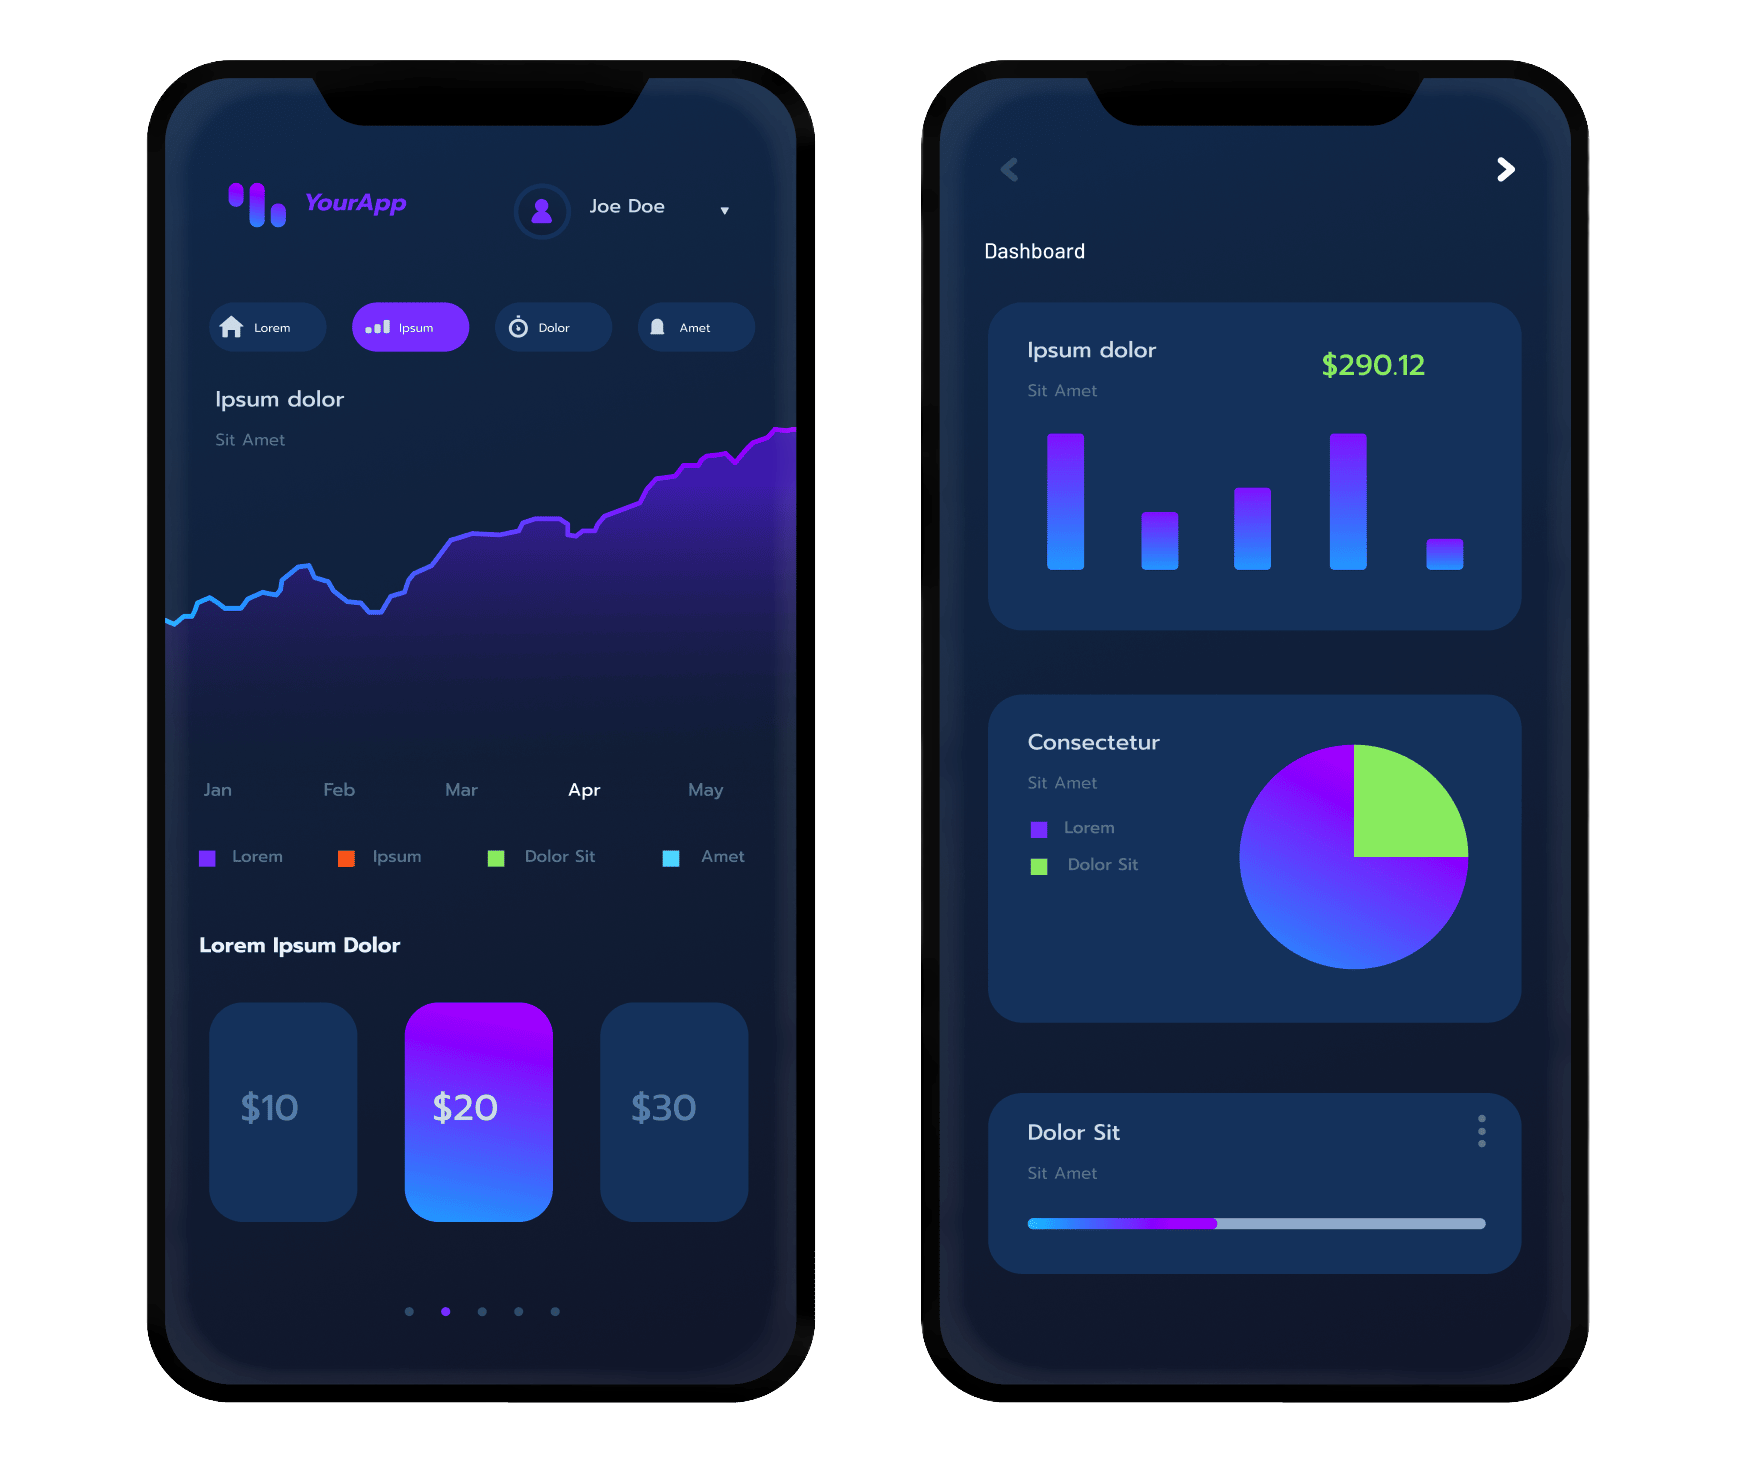 YourApp
Joe Doe
Lorem
Ipsum
Dolor
Amet
Ipsum dolor
Sit Amet
Jan
Feb
Mar
Apr
May
Lorem
Ipsum
Dolor Sit
Amet
Lorem Ipsum Dolor
$10
$20
$30
Dashboard
Ipsum dolor
$290.12
Sit Amet
Consectetur
Sit Amet
Lorem
Dolor Sit
Dolor Sit
Sit Amet